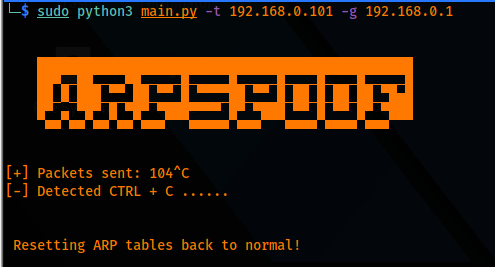 └─$ sudo python3 main.py -t 192.168.0.101 -g 192.168.0.1
ARPSPOOF
[+] Packets sent: 104^C
[-] Detected CTRL + C ......
Resetting ARP tables back to normal!